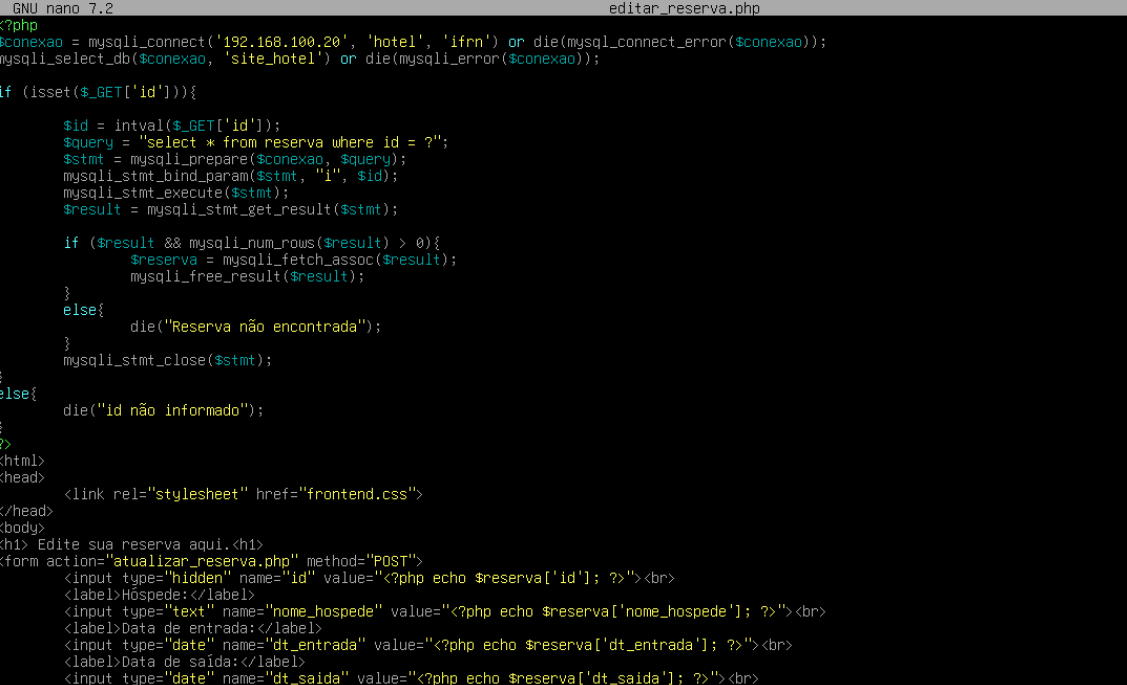 GNU nano 7.2 editar_reserva.php
<?php
$conexao = mysqli_connect('192.168.100.20', 'hotel', 'ifrn') or die(mysql_connect_error($conexao));
mysqli_select_db($conexao, 'site_hotel') or die(mysqli_error($conexao));

if (isset($_GET['id'])){

        $id = intval($_GET['id']);
        $query = "select * from reserva where id = ?";
        $stmt = mysqli_prepare($conexao, $query);
        mysqli_stmt_bind_param($stmt, "i", $id);
        mysqli_stmt_execute($stmt);
        $result = mysqli_stmt_get_result($stmt);

        if ($result && mysqli_num_rows($result) > 0){
                $reserva = mysqli_fetch_assoc($result);
                mysqli_free_result($result);
        }
        else{
                die("Reserva não encontrada");
        }
        mysqli_stmt_close($stmt);
}
else{
        die("id não informado");
}
?>
<html>
<head>
        <link rel="stylesheet" href="frontend.css">
</head>
<body>
<h1> Edite sua reserva aqui.<h1>
<form action="atualizar_reserva.php" method="POST">
        <input type="hidden" name="id" value="<?php echo $reserva['id']; ?>"><br>
        <label>Hóspede:</label>
        <input type="text" name="nome_hospede" value="<?php echo $reserva['nome_hospede']; ?>"><br>
        <label>Data de entrada:</label>
        <input type="date" name="dt_entrada" value="<?php echo $reserva['dt_entrada']; ?>"><br>
        <label>Data de saída:</label>
        <input type="date" name="dt_saida" value="<?php echo $reserva['dt_saida']; ?>"><br>